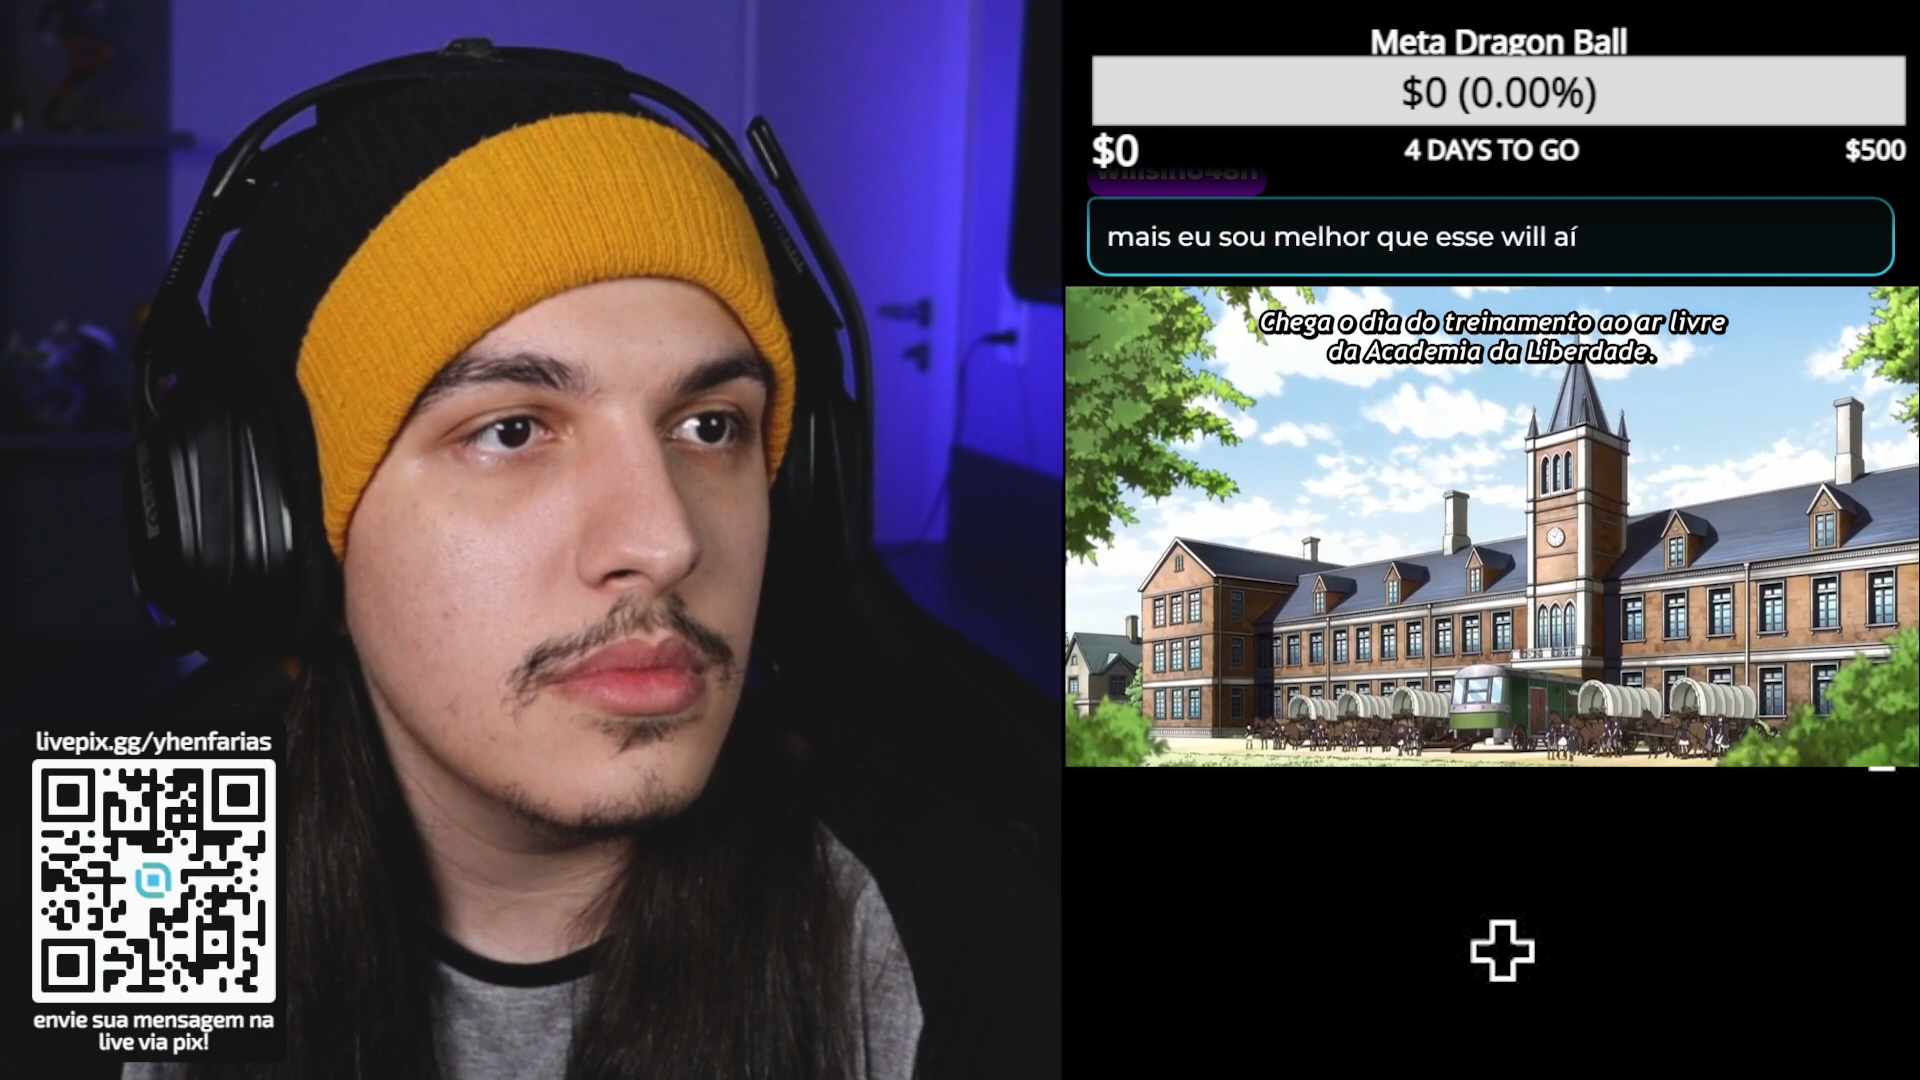 Meta Dragon Ball
$0 (0.00%)
$0 4 DAYS TO GO $500
mais eu sou melhor que esse will aí
Chega o dia do treinamento ao ar livre
da Academia da Liberdade.
livepix.gg/yhenfarias
envie sua mensagem na
live via pix!